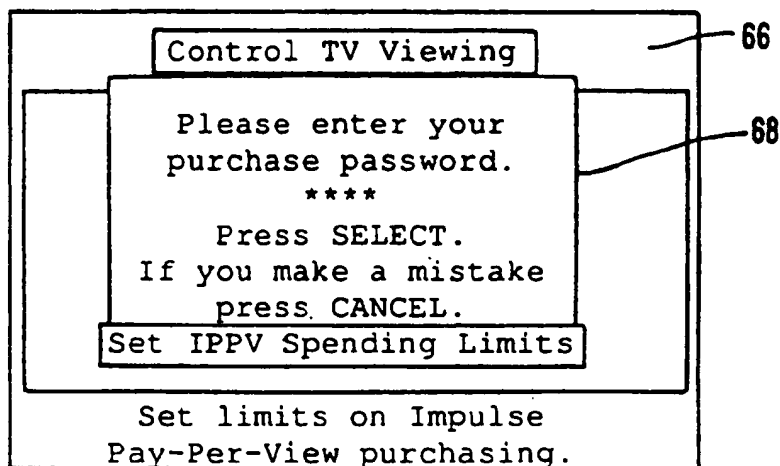 Control TV Viewing
66
Please enter your
68
purchase password.
****
Press SELECT.
If you make a mistake
press CANCEL.
Set IPPV Spending Limits
Set limits on Impulse
Pay-Per-View purchasing.